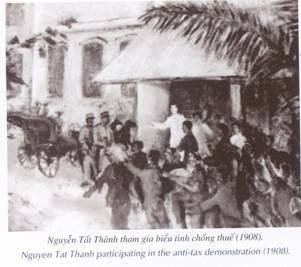 Nguyễn Tất Thành tham gia biểu tình chống thuế (1908).
Nguyen Tat Thanh participating in the anti-tax demonstration (1908).